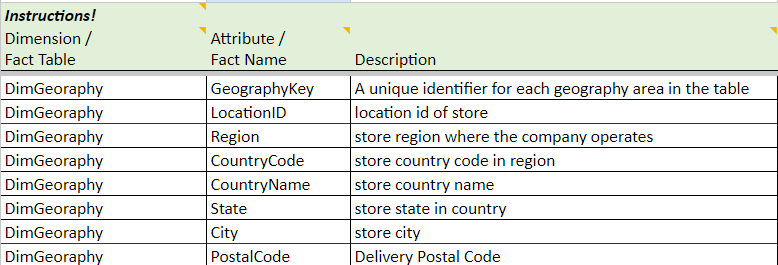 Instructions!
Dimension / Attribute /
Fact Table Fact Name Description
DimGeoraphy GeographyKey A unique identifier for each geography area in the table
DimGeoraphy LocationID location id of store
DimGeoraphy Region store region where the company operates
DimGeoraphy CountryCode store country code in region
DimGeoraphy CountryName store country name
DimGeoraphy State store state in country
DimGeoraphy City store city
DimGeoraphy PostalCode Delivery Postal Code